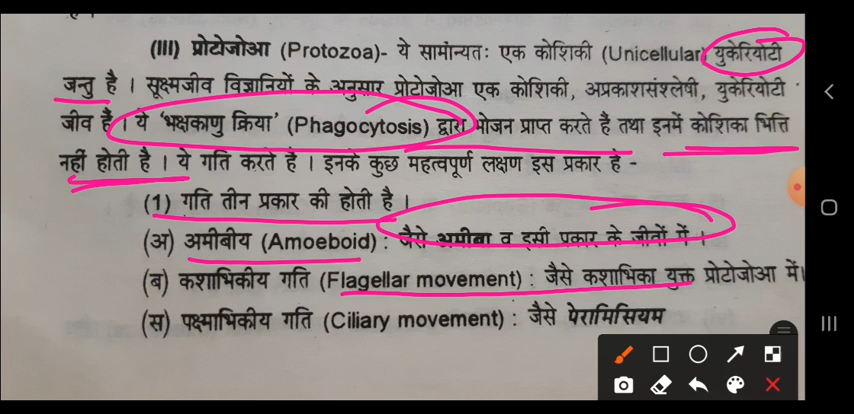 (III) प्रोटोजोआ (Protozoa)- ये सामान्यतः एक कोशिकी (Unicellular) युकेरियोटी
जन्तु है । सूक्ष्मजीव विज्ञानियों के अनुसार प्रोटोजोआ एक कोशिकी, अप्रकाशसंश्लेषी, युकेरियोटी
जीव है । ये 'भक्षकाणु क्रिया' (Phagocytosis) द्वारा भोजन प्राप्त करते है तथा इनमें कोशिका भित्ति
नहीं होती है । ये गति करते है । इनके कुछ महत्वपूर्ण लक्षण इस प्रकार है -
(1) गति तीन प्रकार की होती है ।
(अ) अमीबीय (Amoeboid) : जैसे अमीबा व इसी प्रकार के जीवों में ।
(ब) कशाभिकीय गति (Flagellar movement) : जैसे कशाभिका युक्त प्रोटोजोआ में।
(स) पक्ष्माभिकीय गति (Ciliary movement) : जैसे पेरामिसियम